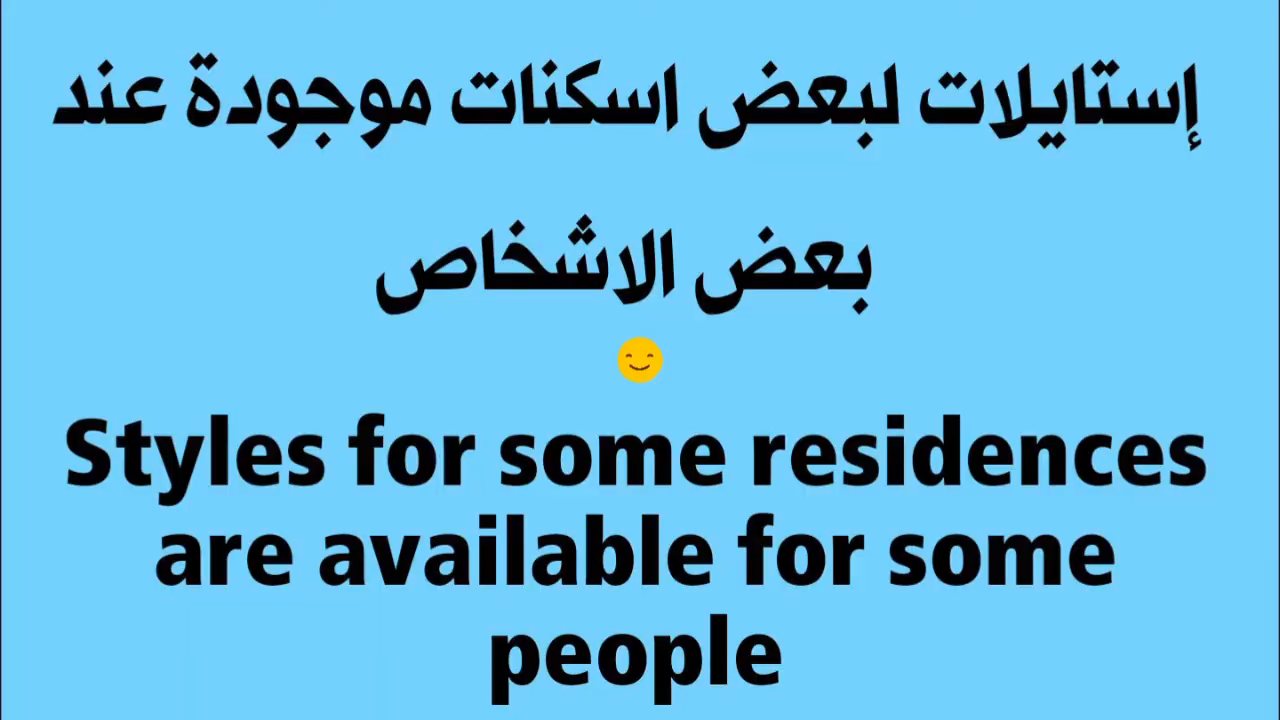 إستايلات لبعض اسكنات موجودة عند
بعض الاشخاص
😊
Styles for some residences
are available for some
people